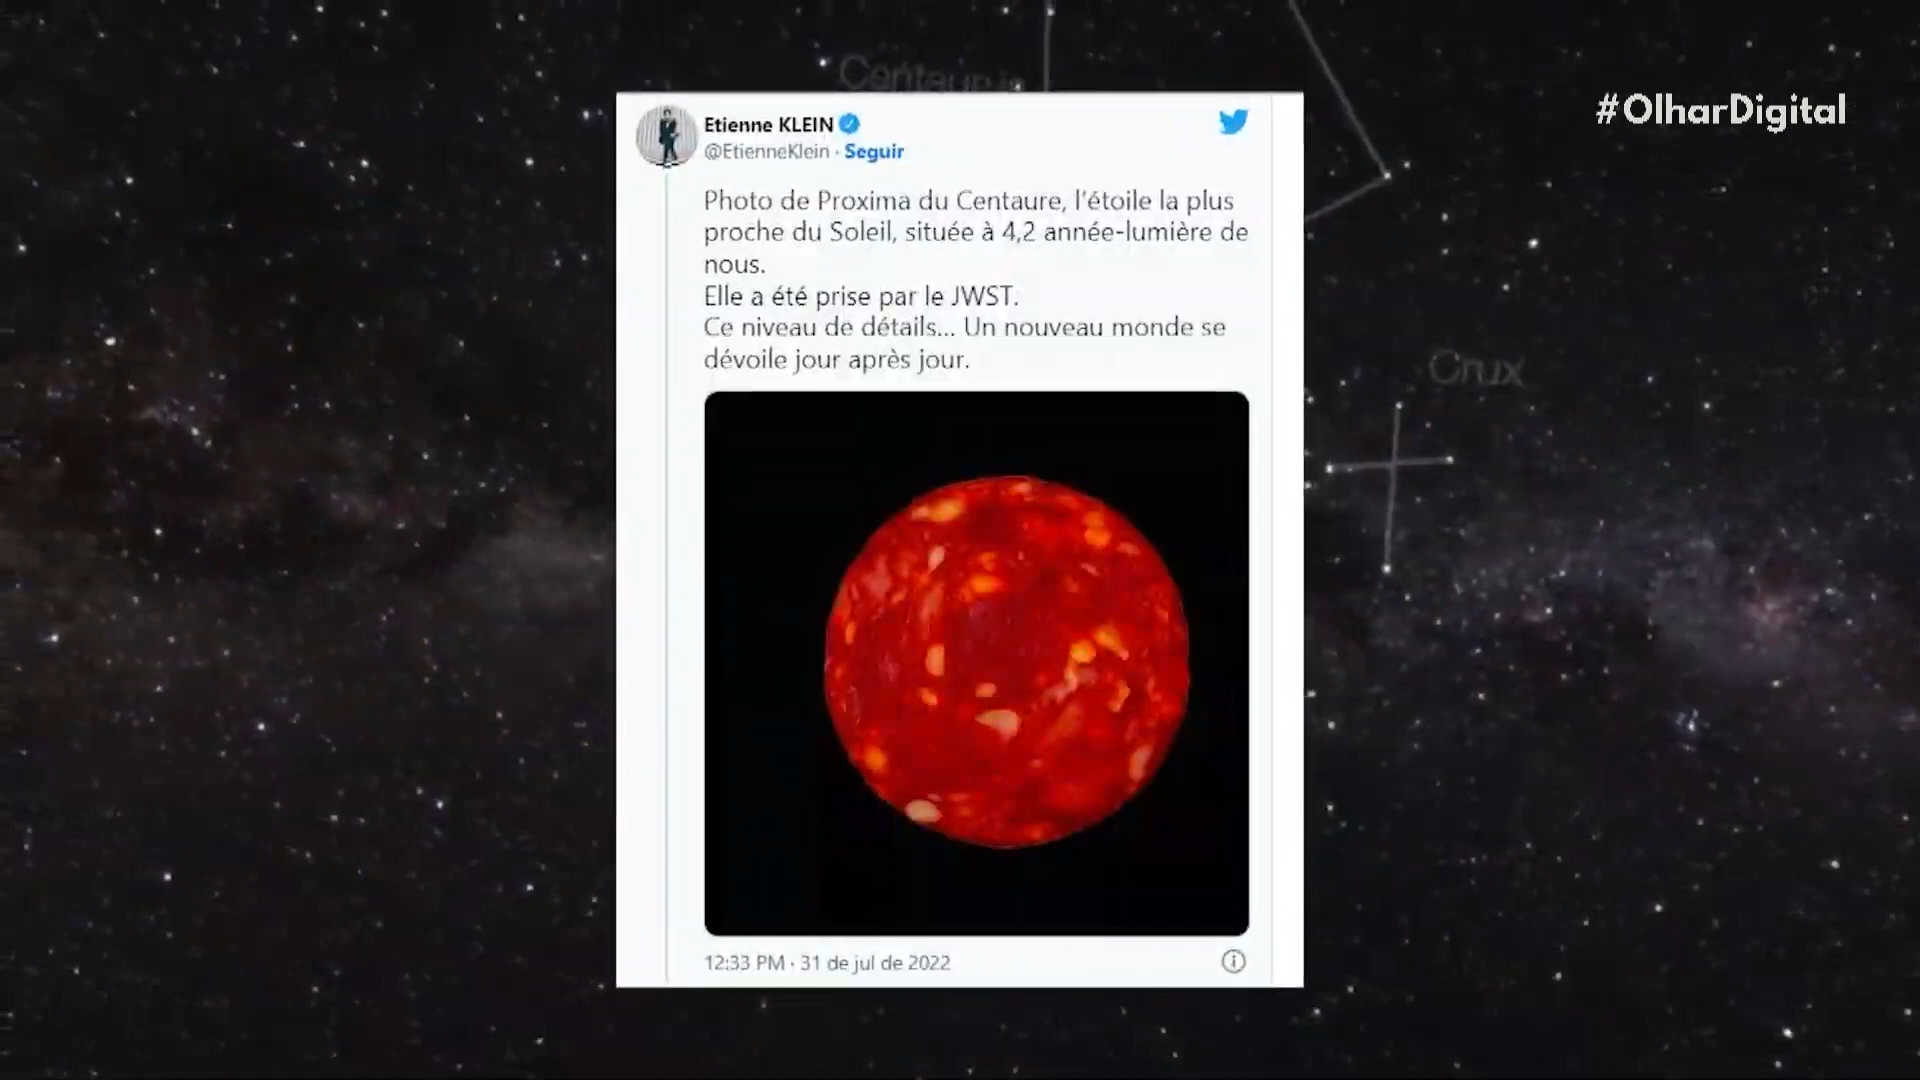 Centaurus
#OlharDigital
Etienne KLEIN
@EtienneKlein · Seguir
Photo de Proxima du Centaure, l'étoile la plus
proche du Soleil, située à 4,2 année-lumière de
nous.
Elle a été prise par le JWST.
Ce niveau de détails... Un nouveau monde se
dévoile jour après jour.
Crux
12:33 PM · 31 de jul de 2022